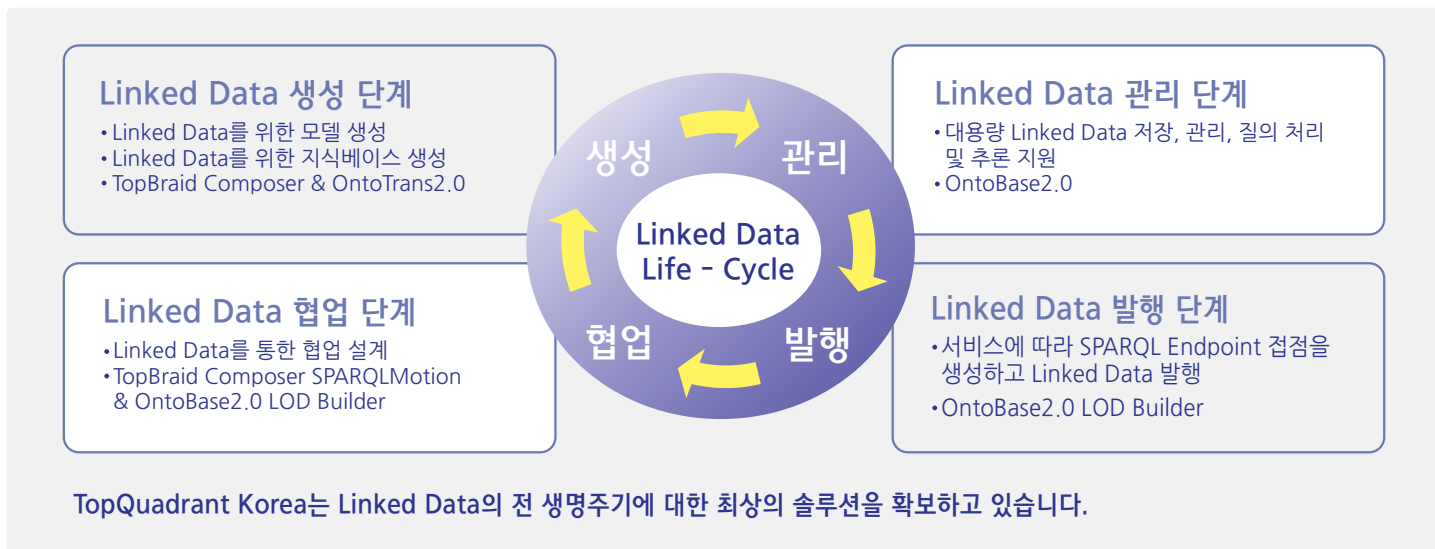 Linked Data 생성 단계
• Linked Data를 위한 모델 생성
• Linked Data를 위한 지식베이스 생성
• TopBraid Composer & OntoTrans2.0
Linked Data 관리 단계
• 대용량 Linked Data 저장, 관리, 질의 처리
및 추론 지원
• OntoBase2.0
생성
관리
Linked Data
Life - Cycle
협업
발행
Linked Data 협업 단계
• Linked Data를 통한 협업 설계
• TopBraid Composer SPARQLMotion
& OntoBase2.0 LOD Builder
Linked Data 발행 단계
• 서비스에 따라 SPARQL Endpoint 접점을
생성하고 Linked Data 발행
• OntoBase2.0 LOD Builder
TopQuadrant Korea는 Linked Data의 전 생명주기에 대한 최상의 솔루션을 확보하고 있습니다.